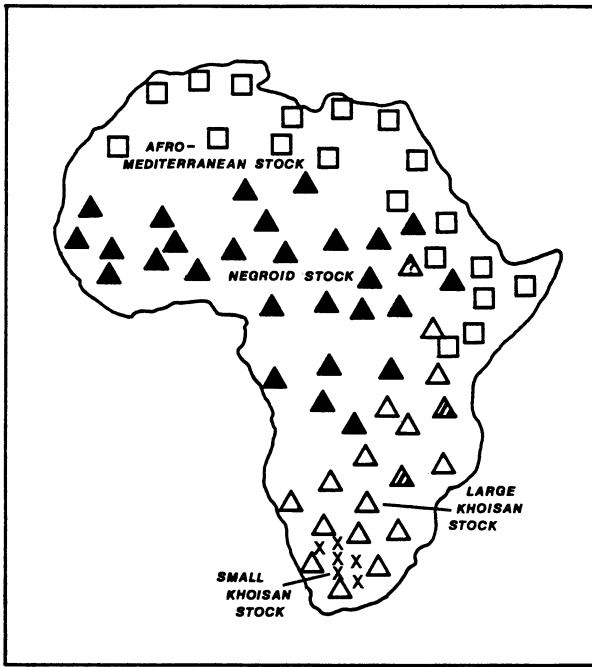 AFRO-
MEDITERRANEAN STOCK
NEGROID STOCK
LARGE
KHOISAN
STOCK
SMALL
KHOISAN
STOCK